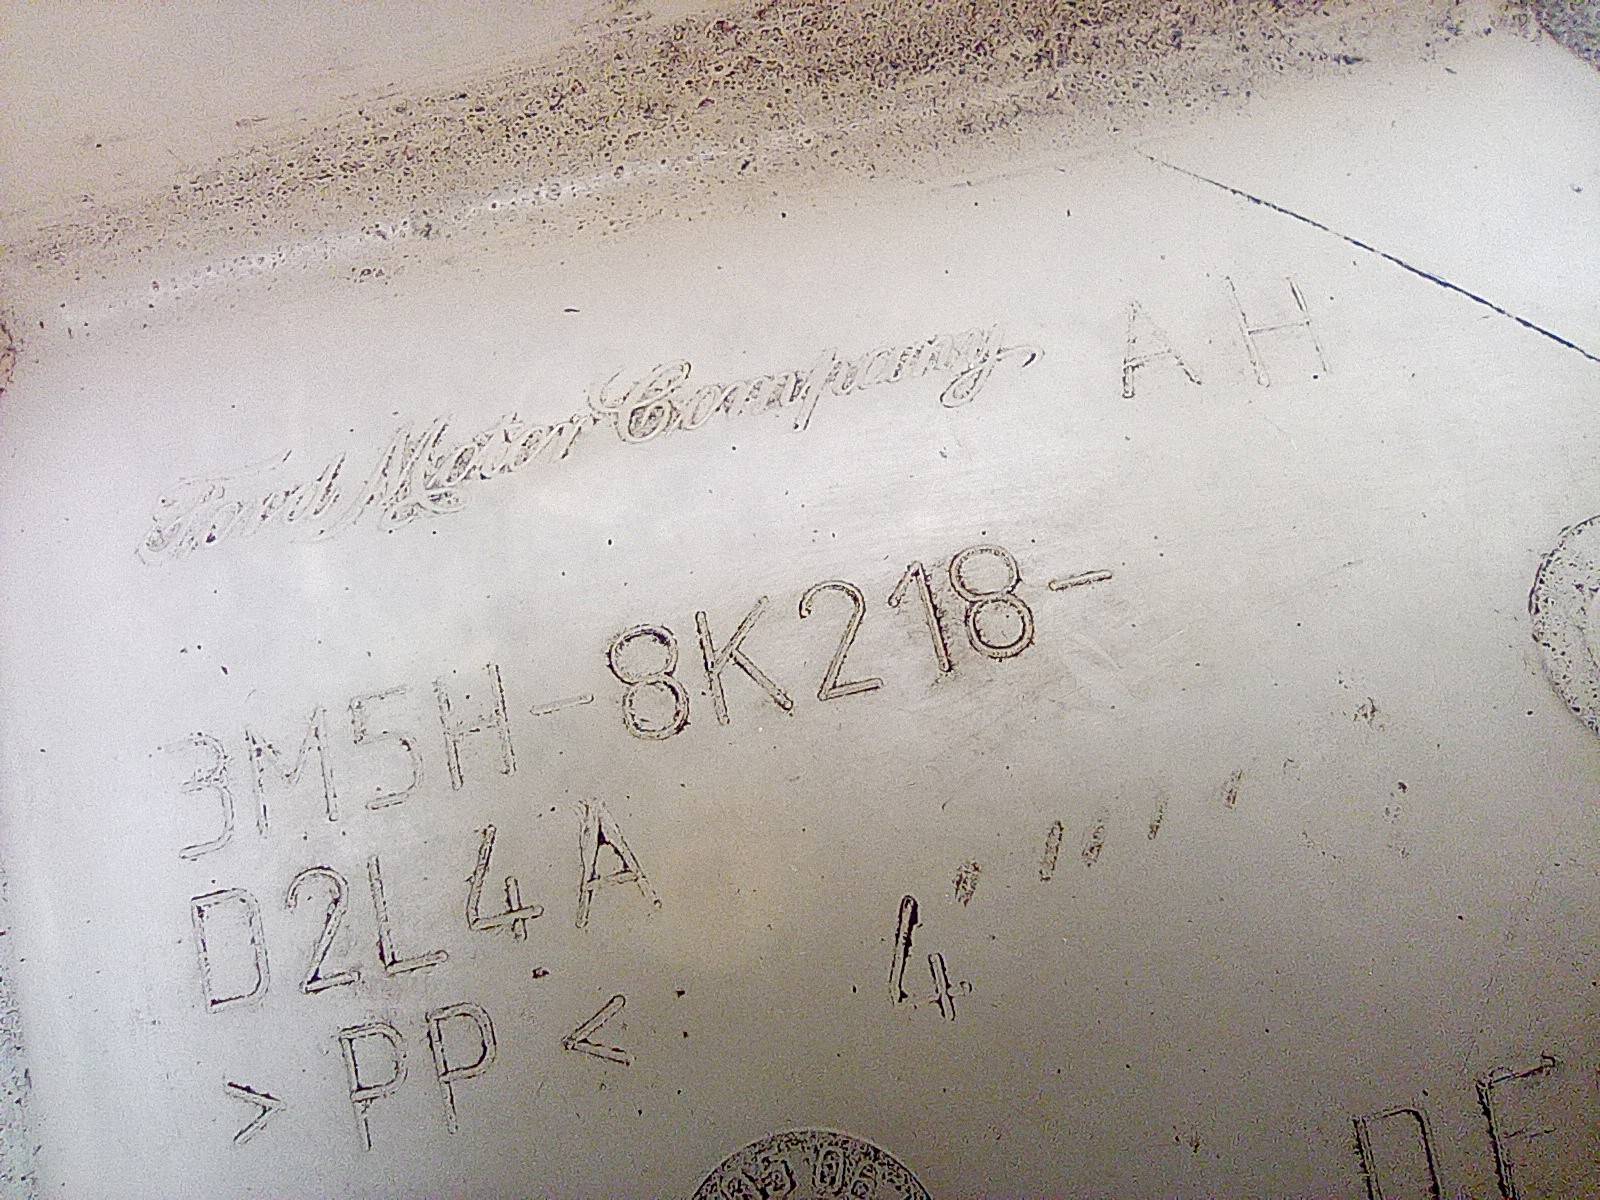 Ford Motor Company AH
3M5H-8K218-
D2L4A
4
>PP<